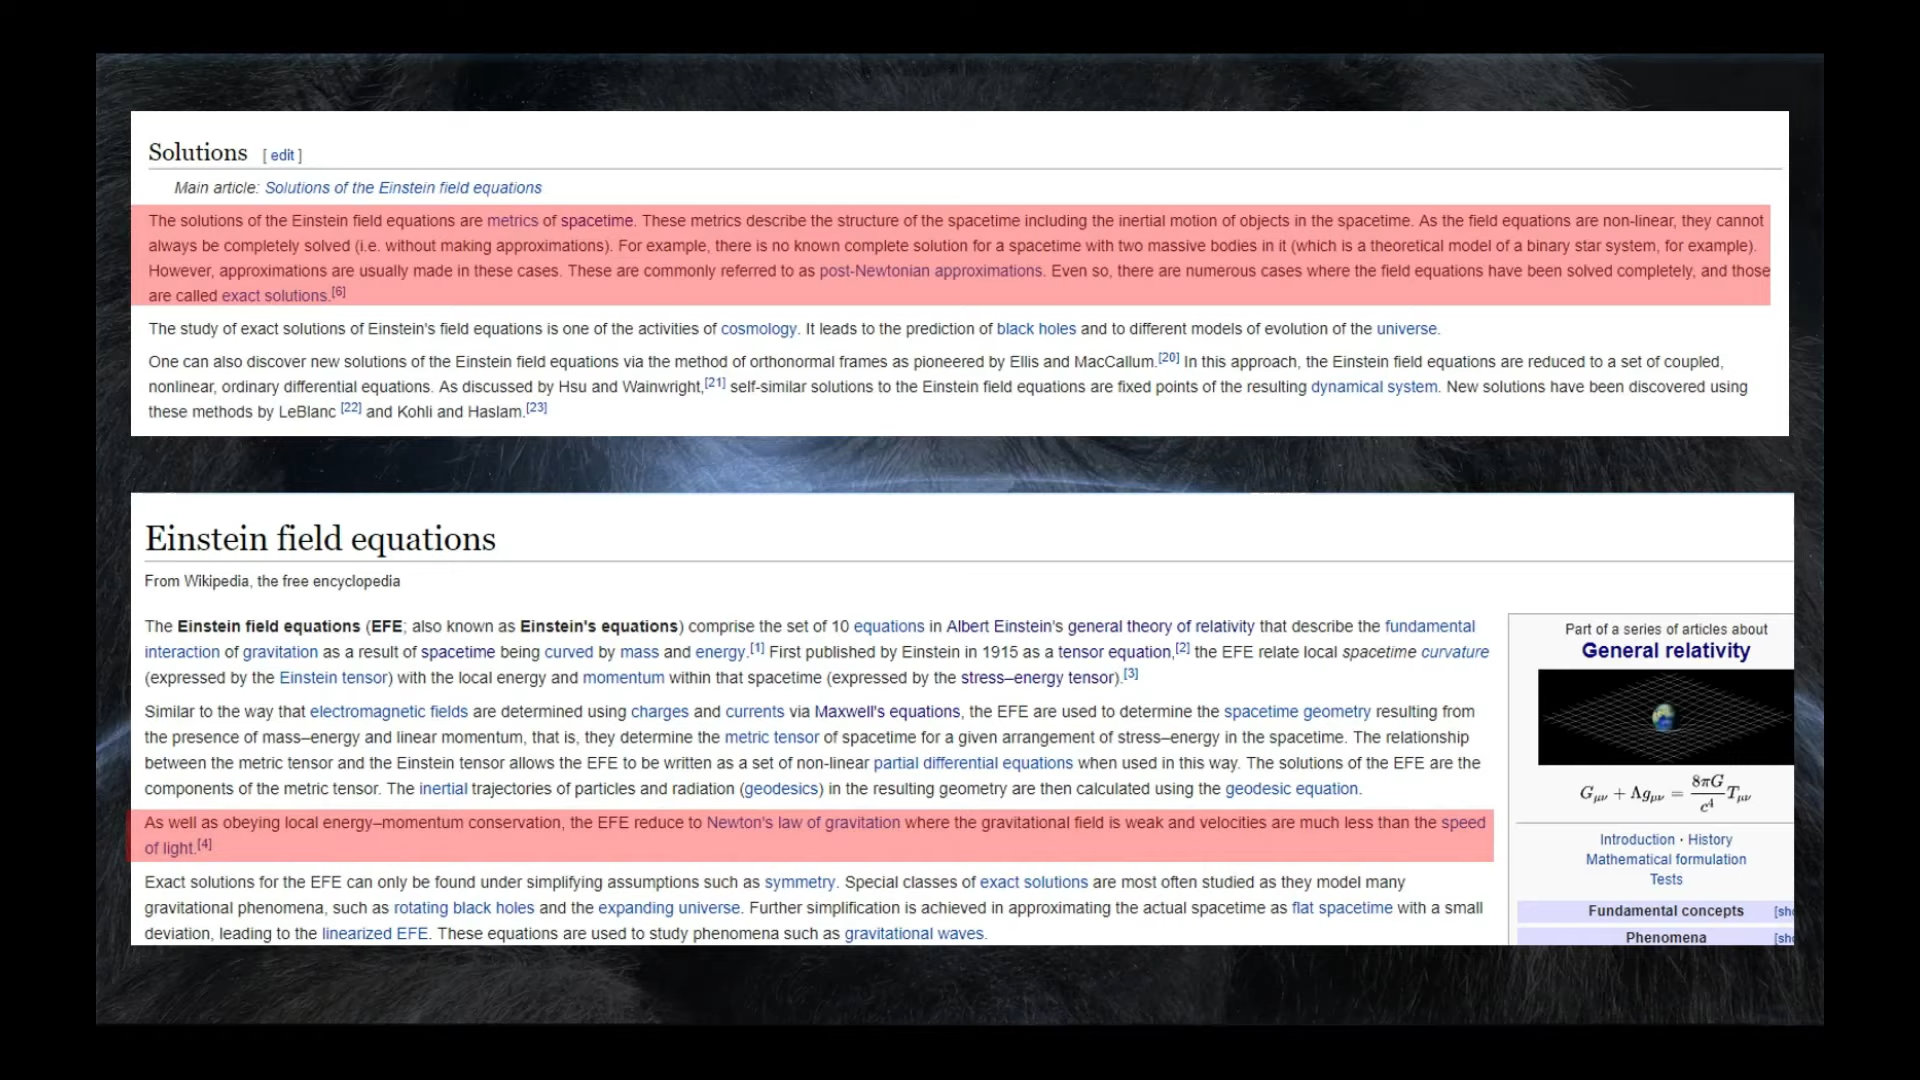 Solutions [ edit ]
Main article: Solutions of the Einstein field equations
The solutions of the Einstein field equations are metrics of spacetime. These metrics describe the structure of the spacetime including the inertial motion of objects in the spacetime. As the field equations are non-linear, they cannot
always be completely solved (i.e. without making approximations). For example, there is no known complete solution for a spacetime with two massive bodies in it (which is a theoretical model of a binary star system, for example).
However, approximations are usually made in these cases. These are commonly referred to as post-Newtonian approximations. Even so, there are numerous cases where the field equations have been solved completely, and those
are called exact solutions.[6]
The study of exact solutions of Einstein's field equations is one of the activities of cosmology. It leads to the prediction of black holes and to different models of evolution of the universe.
One can also discover new solutions of the Einstein field equations via the method of orthonormal frames as pioneered by Ellis and MacCallum.[20] In this approach, the Einstein field equations are reduced to a set of coupled,
nonlinear, ordinary differential equations. As discussed by Hsu and Wainwright,[21] self-similar solutions to the Einstein field equations are fixed points of the resulting dynamical system. New solutions have been discovered using
these methods by LeBlanc [22] and Kohli and Haslam.[23]
Einstein field equations
From Wikipedia, the free encyclopedia
The Einstein field equations (EFE; also known as Einstein's equations) comprise the set of 10 equations in Albert Einstein's general theory of relativity that describe the fundamental
interaction of gravitation as a result of spacetime being curved by mass and energy.[1] First published by Einstein in 1915 as a tensor equation,[2] the EFE relate local spacetime curvature
(expressed by the Einstein tensor) with the local energy and momentum within that spacetime (expressed by the stress–energy tensor).[3]
Similar to the way that electromagnetic fields are determined using charges and currents via Maxwell's equations, the EFE are used to determine the spacetime geometry resulting from
the presence of mass–energy and linear momentum, that is, they determine the metric tensor of spacetime for a given arrangement of stress–energy in the spacetime. The relationship
between the metric tensor and the Einstein tensor allows the EFE to be written as a set of non-linear partial differential equations when used in this way. The solutions of the EFE are the
components of the metric tensor. The inertial trajectories of particles and radiation (geodesics) in the resulting geometry are then calculated using the geodesic equation.
As well as obeying local energy–momentum conservation, the EFE reduce to Newton's law of gravitation where the gravitational field is weak and velocities are much less than the speed
of light.[4]
Exact solutions for the EFE can only be found under simplifying assumptions such as symmetry. Special classes of exact solutions are most often studied as they model many
gravitational phenomena, such as rotating black holes and the expanding universe. Further simplification is achieved in approximating the actual spacetime as flat spacetime with a small
deviation, leading to the linearized EFE. These equations are used to study phenomena such as gravitational waves.
Part of a series of articles about
General relativity
Gμν + Λgμν = 8πG/c⁴ Tμν
Introduction · History
Mathematical formulation
Tests
Fundamental concepts [sh
Phenomena [sh